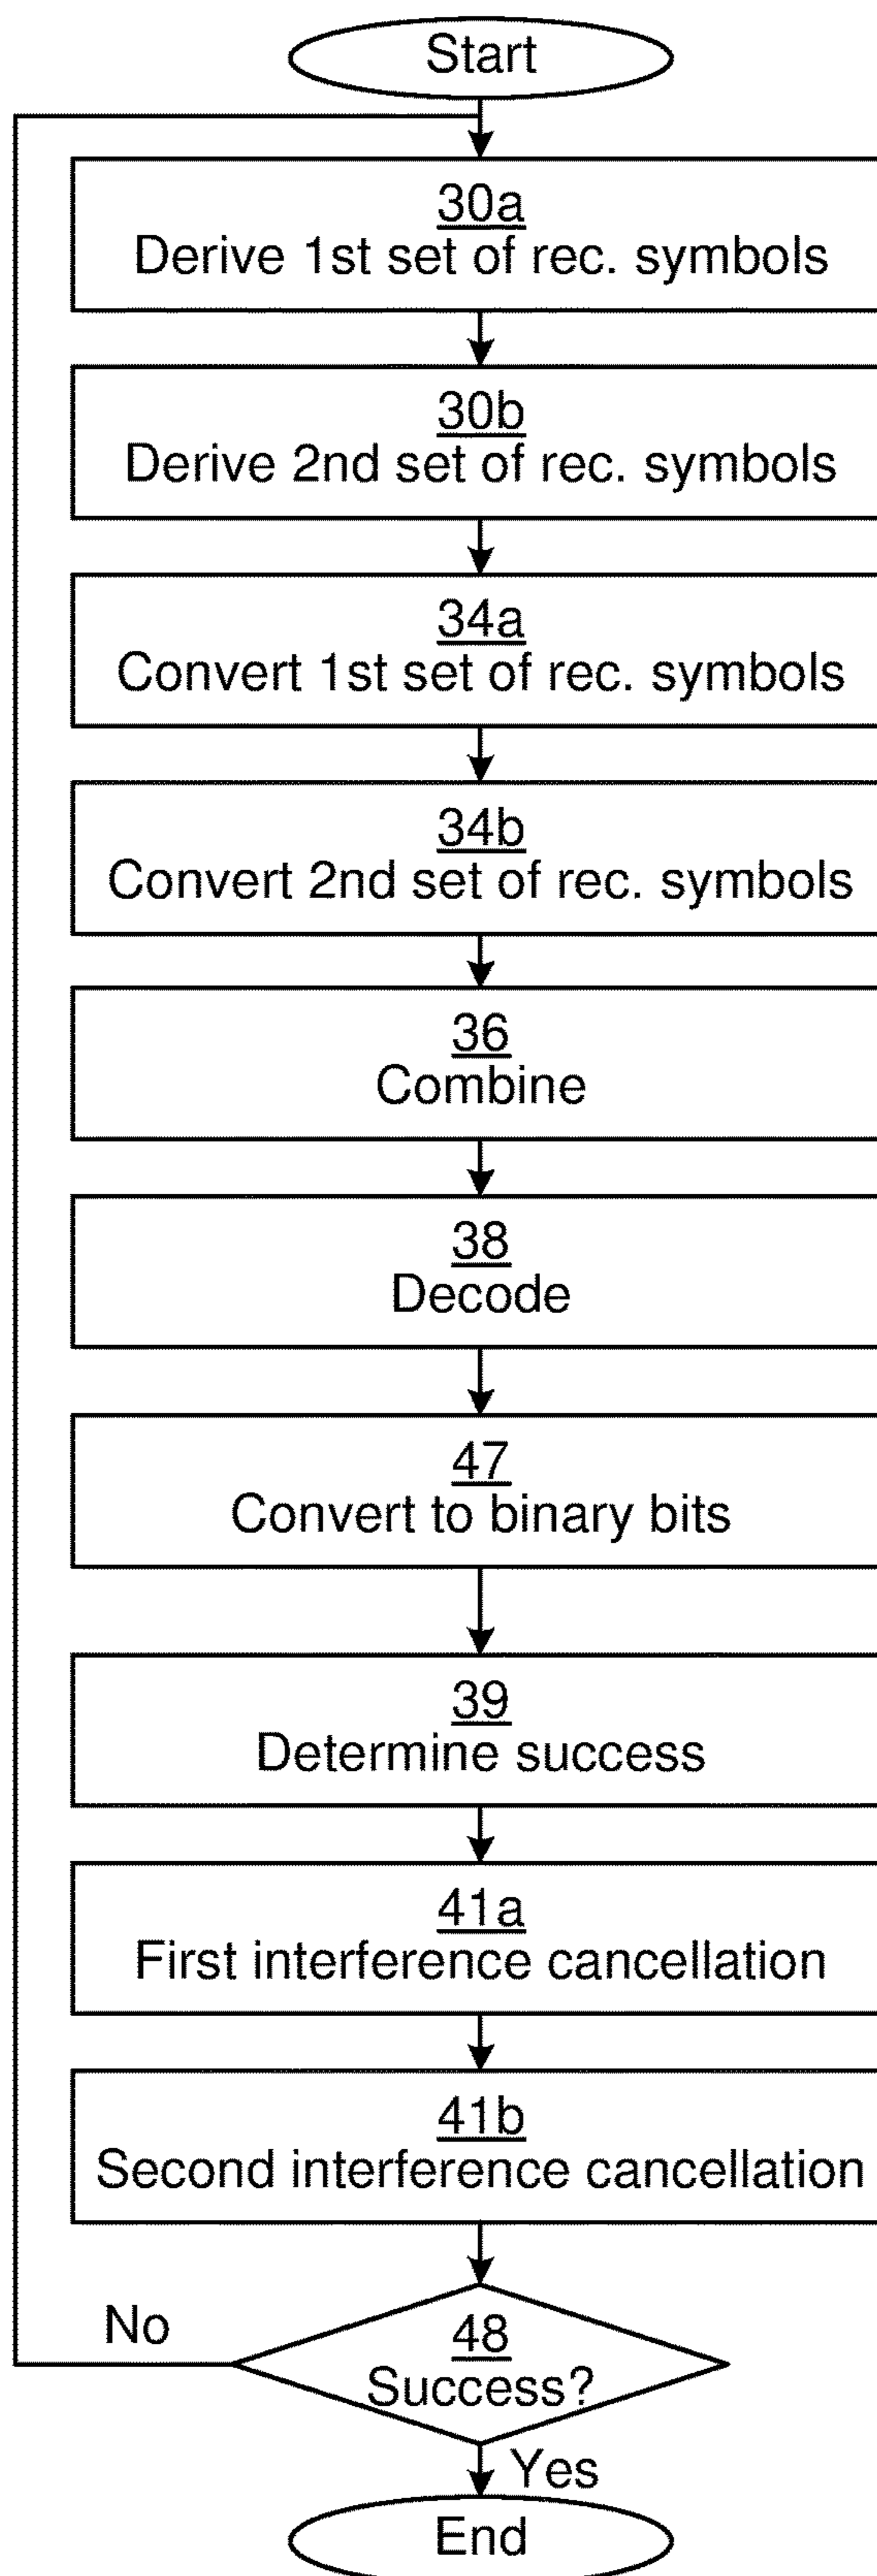 Start
30a
Derive 1st set of rec. symbols
30b
Derive 2nd set of rec. symbols
34a
Convert 1st set of rec. symbols
34b
Convert 2nd set of rec. symbols
36
Combine
38
Decode
47
Convert to binary bits
39
Determine success
41a
First interference cancellation
41b
Second interference cancellation
No
48
Success?
Yes
End